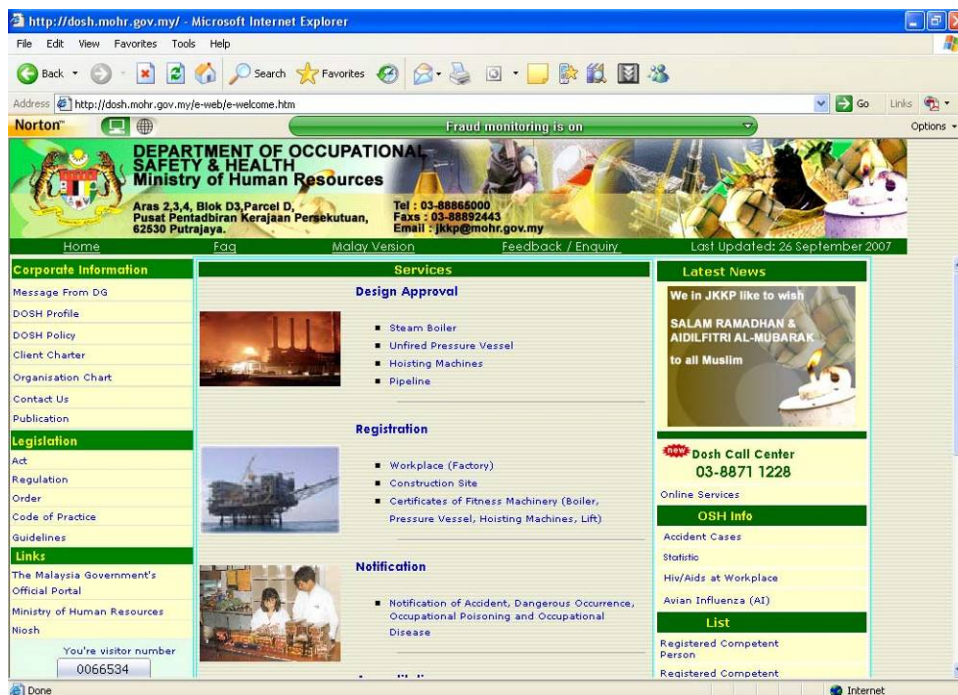 http://dosh.mohr.gov.my/ - Microsoft Internet Explorer
File Edit View Favorites Tools Help
Back Search Favorites
Address http://dosh.mohr.gov.my/e-web/e-welcome.htm Go Links
Norton™ Fraud monitoring is on Options
DEPARTMENT OF OCCUPATIONAL
SAFETY & HEALTH
Ministry of Human Resources
Aras 2,3,4, Blok D3,Parcel D,
Pusat Pentadbiran Kerajaan Persekutuan,
62530 Putrajaya.
Tel : 03-88865000
Faxs : 03-88892443
Email : jkkp@mohr.gov.my
Home Faq Malay Version Feedback / Enquiry Last Updated: 26 September 2007
Corporate Information
Message From DG
DOSH Profile
DOSH Policy
Client Charter
Organisation Chart
Contact Us
Publication
Legislation
Act
Regulation
Order
Code of Practice
Guidelines
Links
The Malaysia Government's
Official Portal
Ministry of Human Resources
Niosh
You're visitor number
0066534
Services
Design Approval
Steam Boiler
Unfired Pressure Vessel
Hoisting Machines
Pipeline
Registration
Workplace (Factory)
Construction Site
Certificates of Fitness Machinery (Boiler,
Pressure Vessel, Hoisting Machines, Lift)
Notification
Notification of Accident, Dangerous Occurrence,
Occupational Poisoning and Occupational
Disease
Latest News
We in JKKP like to wish
SALAM RAMADHAN &
AIDILFITRI AL-MUBARAK
to all Muslim
new Dosh Call Center
03-8871 1228
Online Services
OSH Info
Accident Cases
Statistic
Hiv/Aids at Workplace
Avian Influenza (AI)
List
Registered Competent
Person
Registered Competent
Done Internet